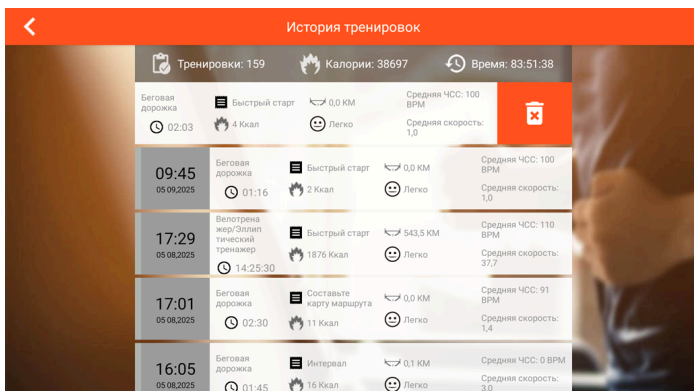 История тренировок
Тренировки: 159
Калории: 38697
Время: 83:51:38
Беговая
дорожка
02:03
Быстрый старт
4 Ккал
0,0 КМ
Легко
Средняя ЧСС: 100
BPM
Средняя скорость:
1,0
09:45
05 09,2025
Беговая
дорожка
01:16
Быстрый старт
2 Ккал
0,0 КМ
Легко
Средняя ЧСС: 100
BPM
Средняя скорость:
1,0
17:29
05 08,2025
Велотрена
жер/Эллип
тический
тренажер
14:25:30
Быстрый старт
1876 Ккал
543,5 КМ
Легко
Средняя ЧСС: 110
BPM
Средняя скорость:
37,7
17:01
05 08,2025
Беговая
дорожка
02:30
Составьте
карту маршрута
11 Ккал
0,0 КМ
Легко
Средняя ЧСС: 91
BPM
Средняя скорость:
1,4
16:05
05 08,2025
Беговая
дорожка
01:45
Интервал
16 Ккал
0,1 КМ
Легко
Средняя ЧСС: 0 BPM
Средняя скорость:
3,0